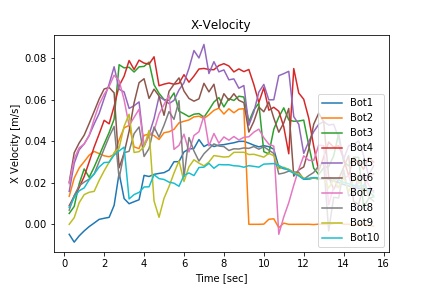 X-Velocity
X Velocity [m/s]
0.08
0.06
0.04
0.02
0.00
0
2
4
6
8
10
12
14
16
Time [sec]
Bot1
Bot2
Bot3
Bot4
Bot5
Bot6
Bot7
Bot8
Bot9
Bot10